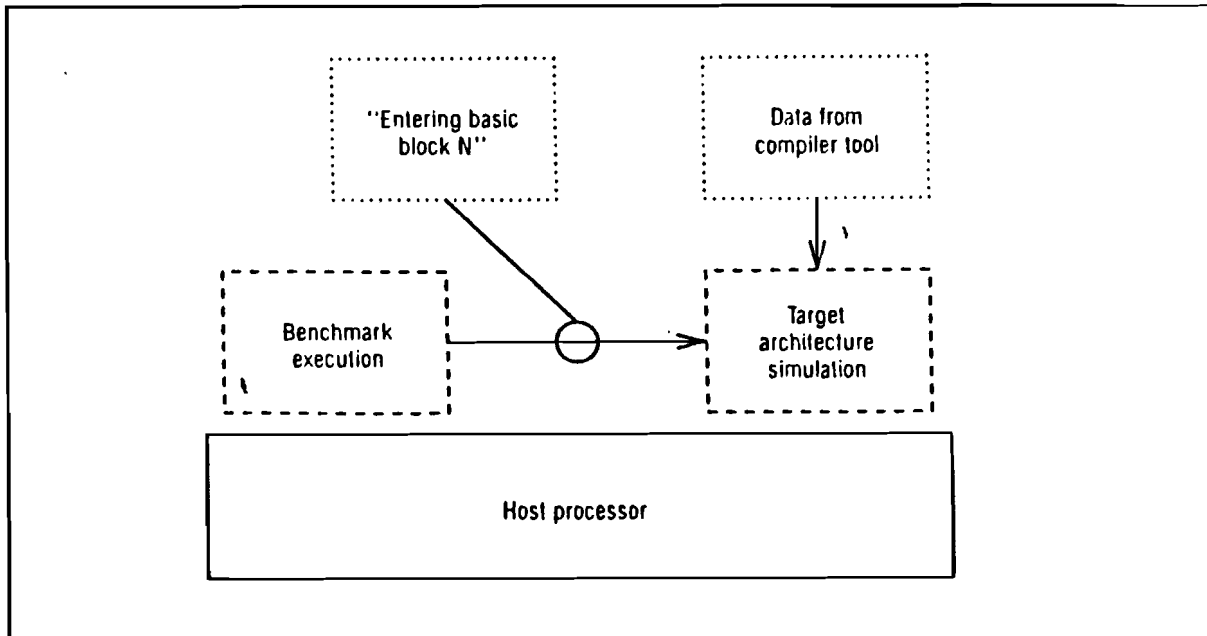 "Entering basic
block N"
Data from
compiler tool
Benchmark
execution
Target
architecture
simulation
Host processor